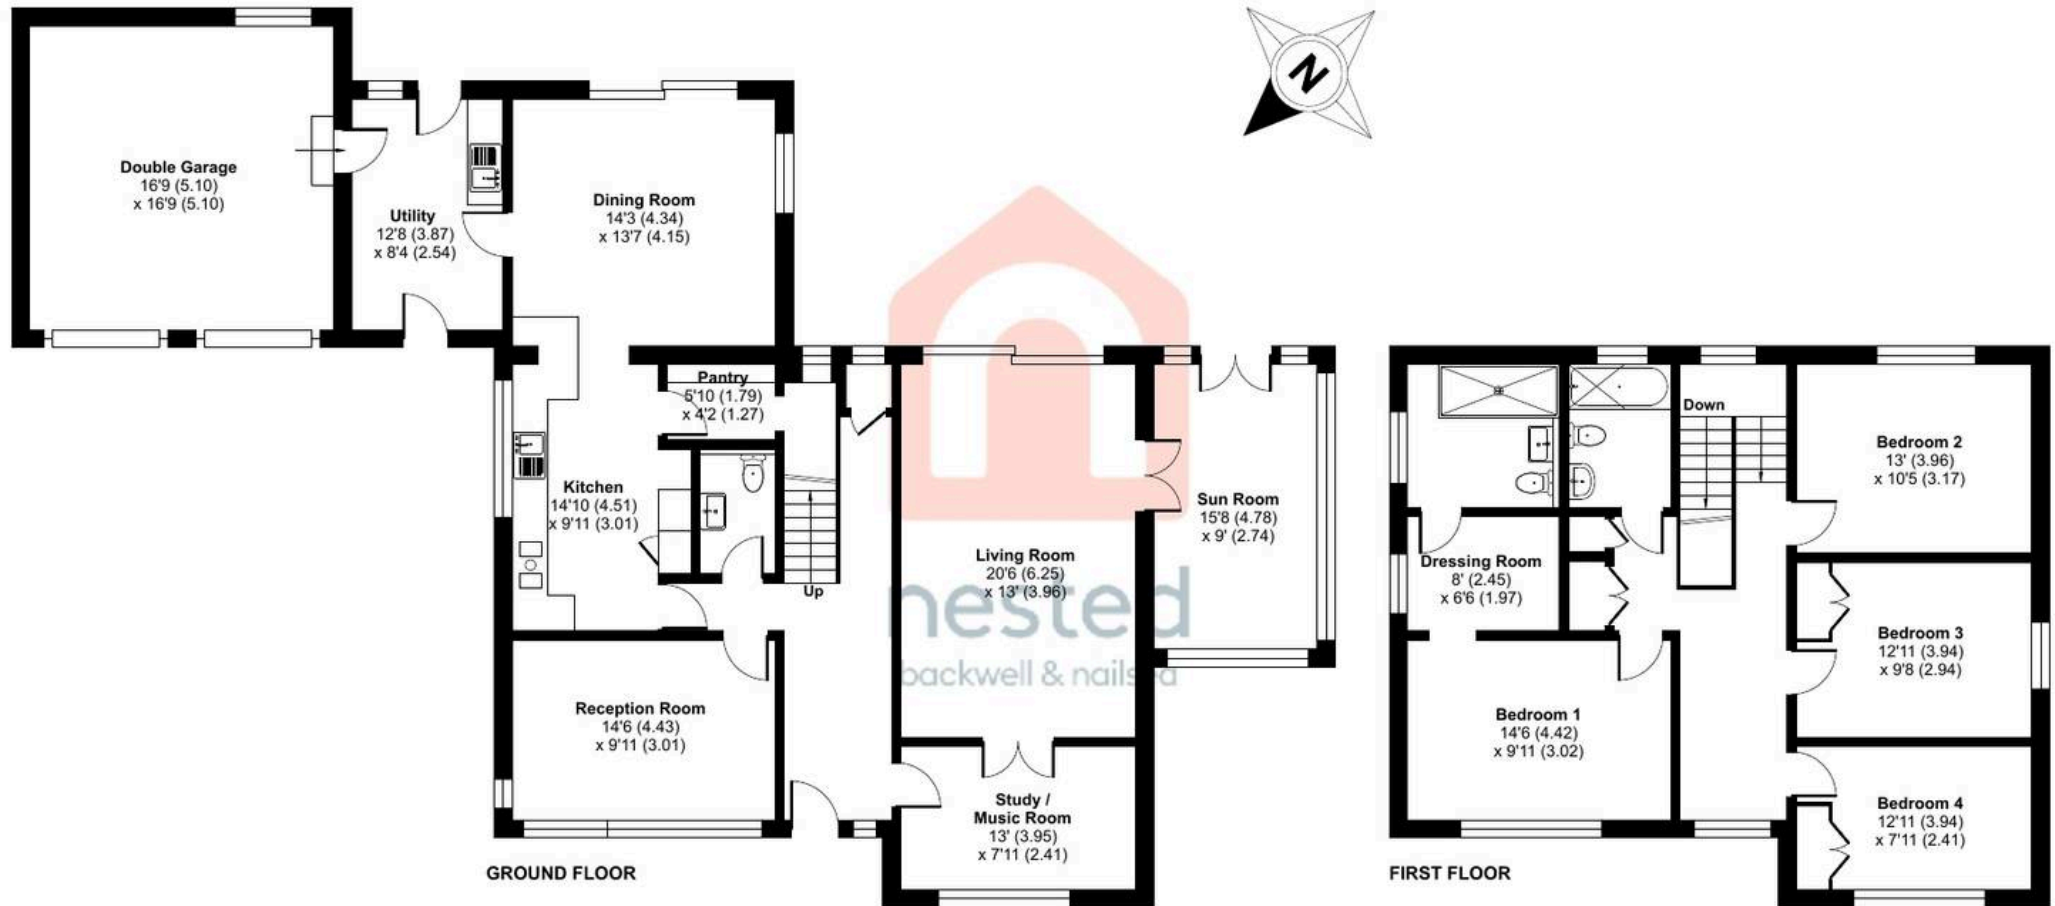 N
Double Garage
16'9 (5.10)
x 16'9 (5.10)
Utility
12'8 (3.87)
x 8'4 (2.54)
Dining Room
14'3 (4.34)
x 13'7 (4.15)
Pantry
5'10 (1.79)
x 4'2 (1.27)
Kitchen
14'10 (4.51)
x 9'11 (3.01)
Up
Living Room
20'6 (6.25)
x 13' (3.96)
Sun Room
15'8 (4.78)
x 9' (2.74)
nested
backwell & nailsea
Reception Room
14'6 (4.43)
x 9'11 (3.01)
Study /
Music Room
13' (3.95)
x 7'11 (2.41)
GROUND FLOOR
Down
Bedroom 2
13' (3.96)
x 10'5 (3.17)
Dressing Room
8' (2.45)
x 6'6 (1.97)
Bedroom 3
12'11 (3.94)
x 9'8 (2.94)
Bedroom 1
14'6 (4.42)
x 9'11 (3.02)
Bedroom 4
12'11 (3.94)
x 7'11 (2.41)
FIRST FLOOR